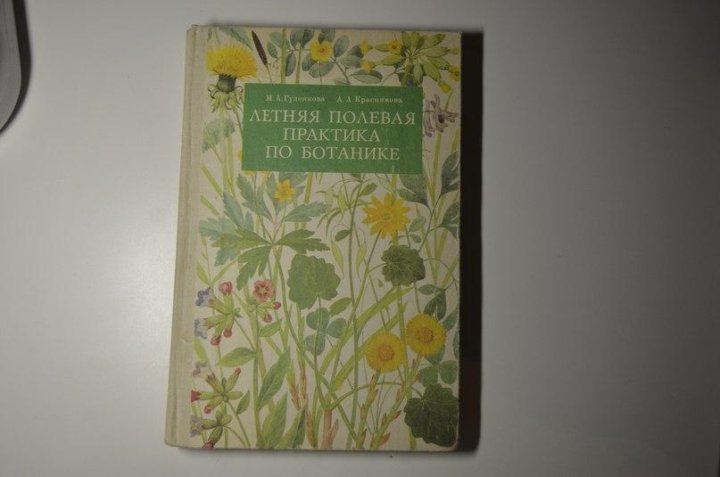 М. А. Гуленкова А. А. Красникова
ЛЕТНЯЯ ПОЛЕВАЯ
ПРАКТИКА
ПО БОТАНИКЕ